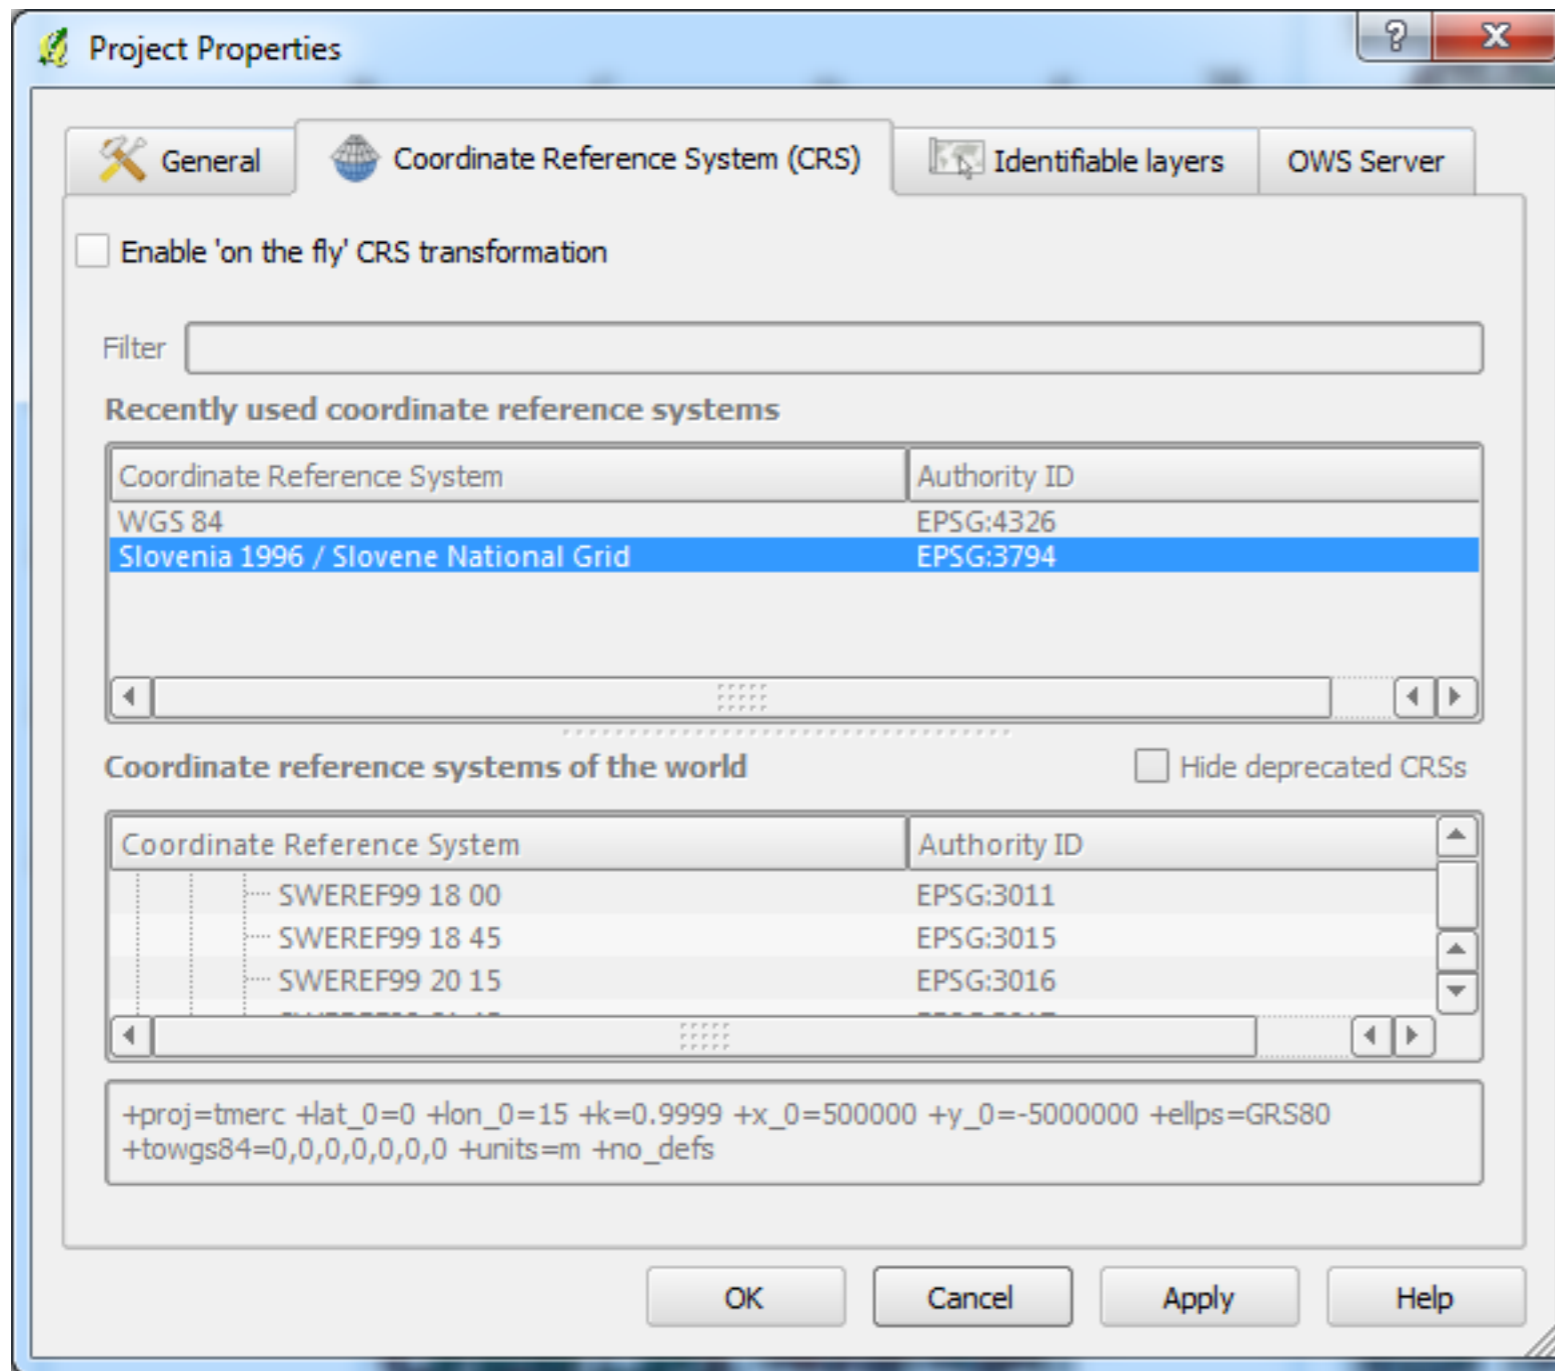 Project Properties
General
Coordinate Reference System (CRS)
Identifiable layers
OWS Server
Enable 'on the fly' CRS transformation
Filter
Recently used coordinate reference systems
Coordinate Reference System Authority ID
WGS 84 EPSG:4326
Slovenia 1996 / Slovene National Grid EPSG:3794
Coordinate reference systems of the world
Hide deprecated CRSs
Coordinate Reference System Authority ID
SWEREF99 18 00 EPSG:3011
SWEREF99 18 45 EPSG:3015
SWEREF99 20 15 EPSG:3016
+proj=tmerc +lat_0=0 +lon_0=15 +k=0.9999 +x_0=500000 +y_0=-5000000 +ellps=GRS80
+towgs84=0,0,0,0,0,0,0 +units=m +no_defs
OK
Cancel
Apply
Help